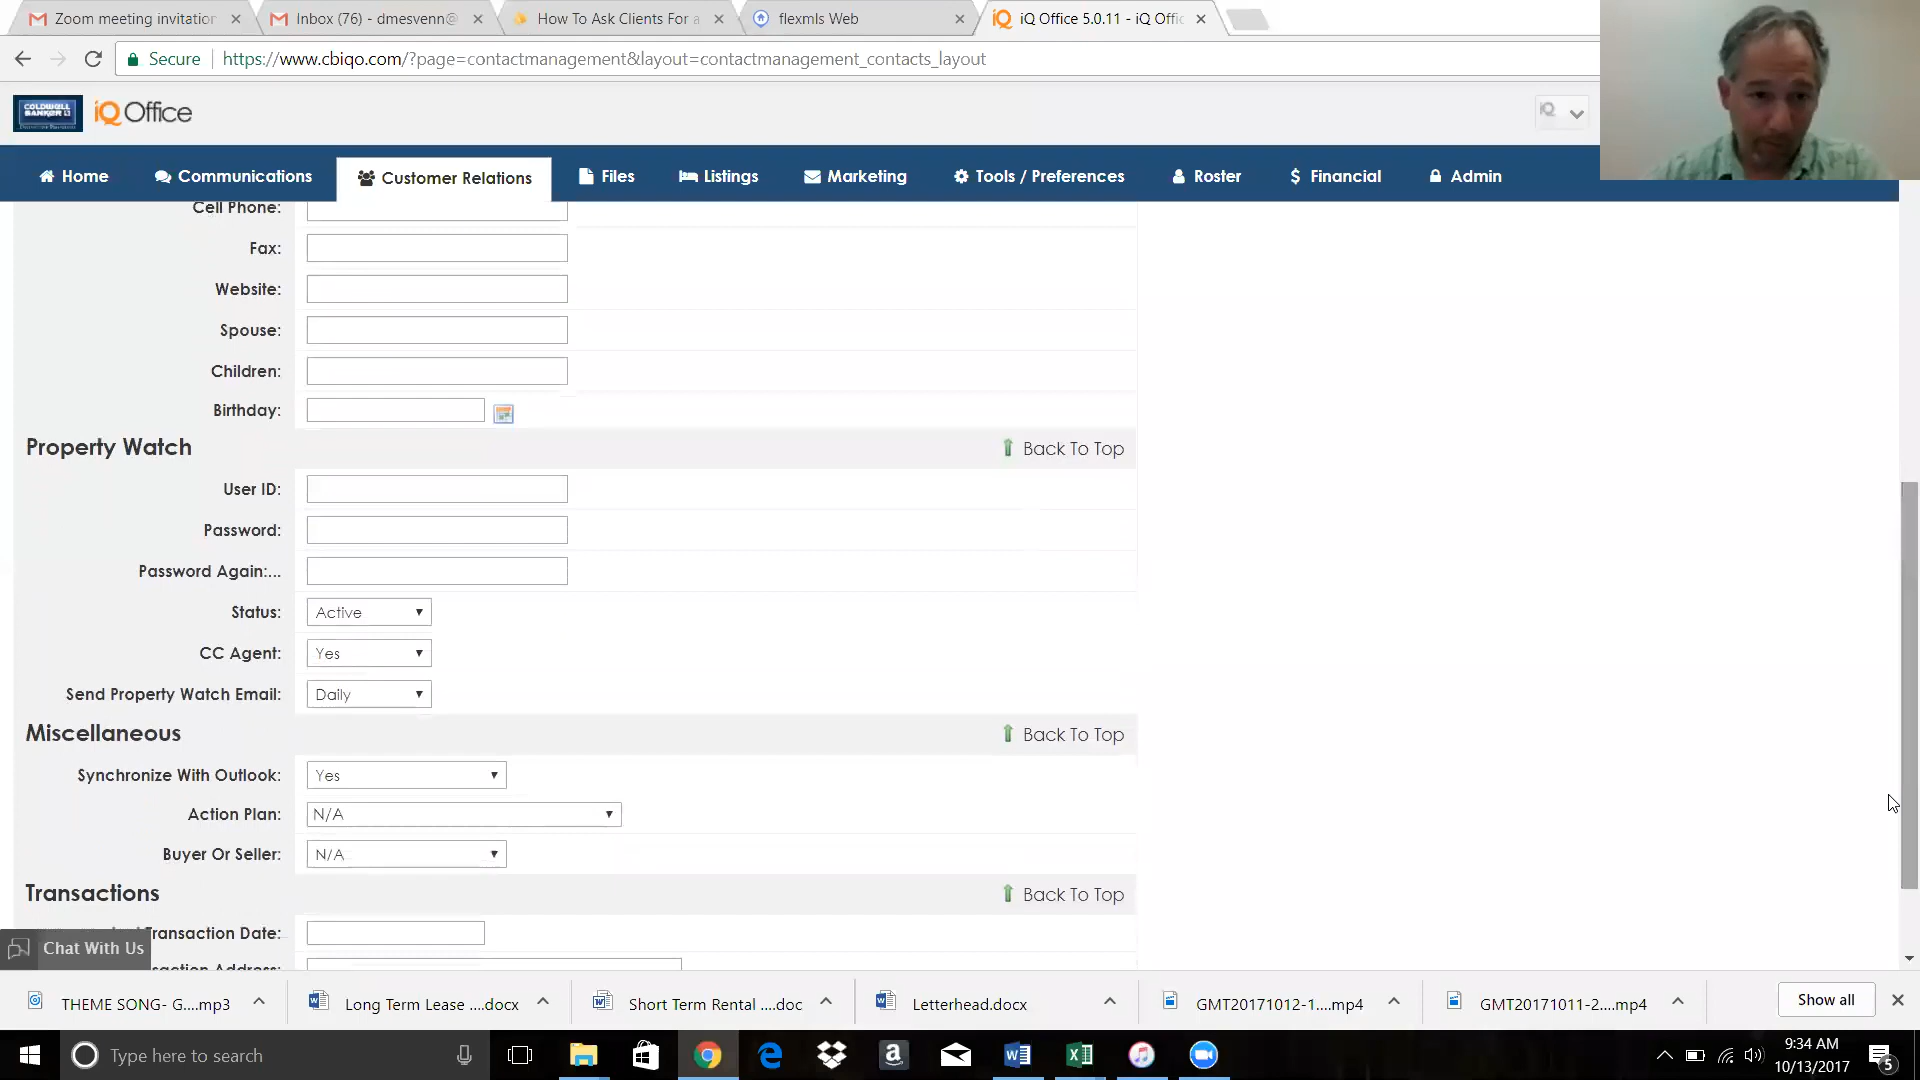 Zoom meeting invitation
Inbox (76) - dmesvenn@
How To Ask Clients For a
flexmls Web
iQ Office 5.0.11 - iQ Offic
Secure
https://www.cbiqo.com/?page=contactmanagement&layout=contactmanagement_contacts_layout
COLDWELL BANKER
iQ Office
iQ
Home
Communications
Customer Relations
Files
Listings
Marketing
Tools / Preferences
Roster
Financial
Admin
Cell Phone:
Fax:
Website:
Spouse:
Children:
Birthday:
Property Watch
Back To Top
User ID:
Password:
Password Again:...
Status:
Active
CC Agent:
Yes
Send Property Watch Email:
Daily
Miscellaneous
Back To Top
Synchronize With Outlook:
Yes
Action Plan:
N/A
Buyer Or Seller:
N/A
Transactions
Back To Top
Transaction Date:
Chat With Us
THEME SONG- G....mp3
Long Term Lease ....docx
Short Term Rental ....doc
Letterhead.docx
GMT20171012-1....mp4
GMT20171011-2....mp4
Show all
Type here to search
9:34 AM
10/13/2017
5